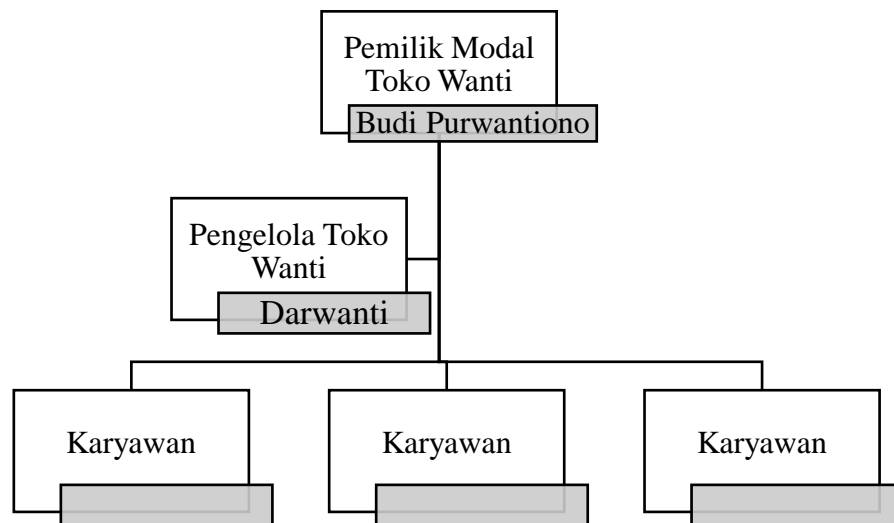 Pemilik Modal
Toko Wanti
Budi Purwantiono
Pengelola Toko
Wanti
Darwanti
Karyawan
Karyawan
Karyawan